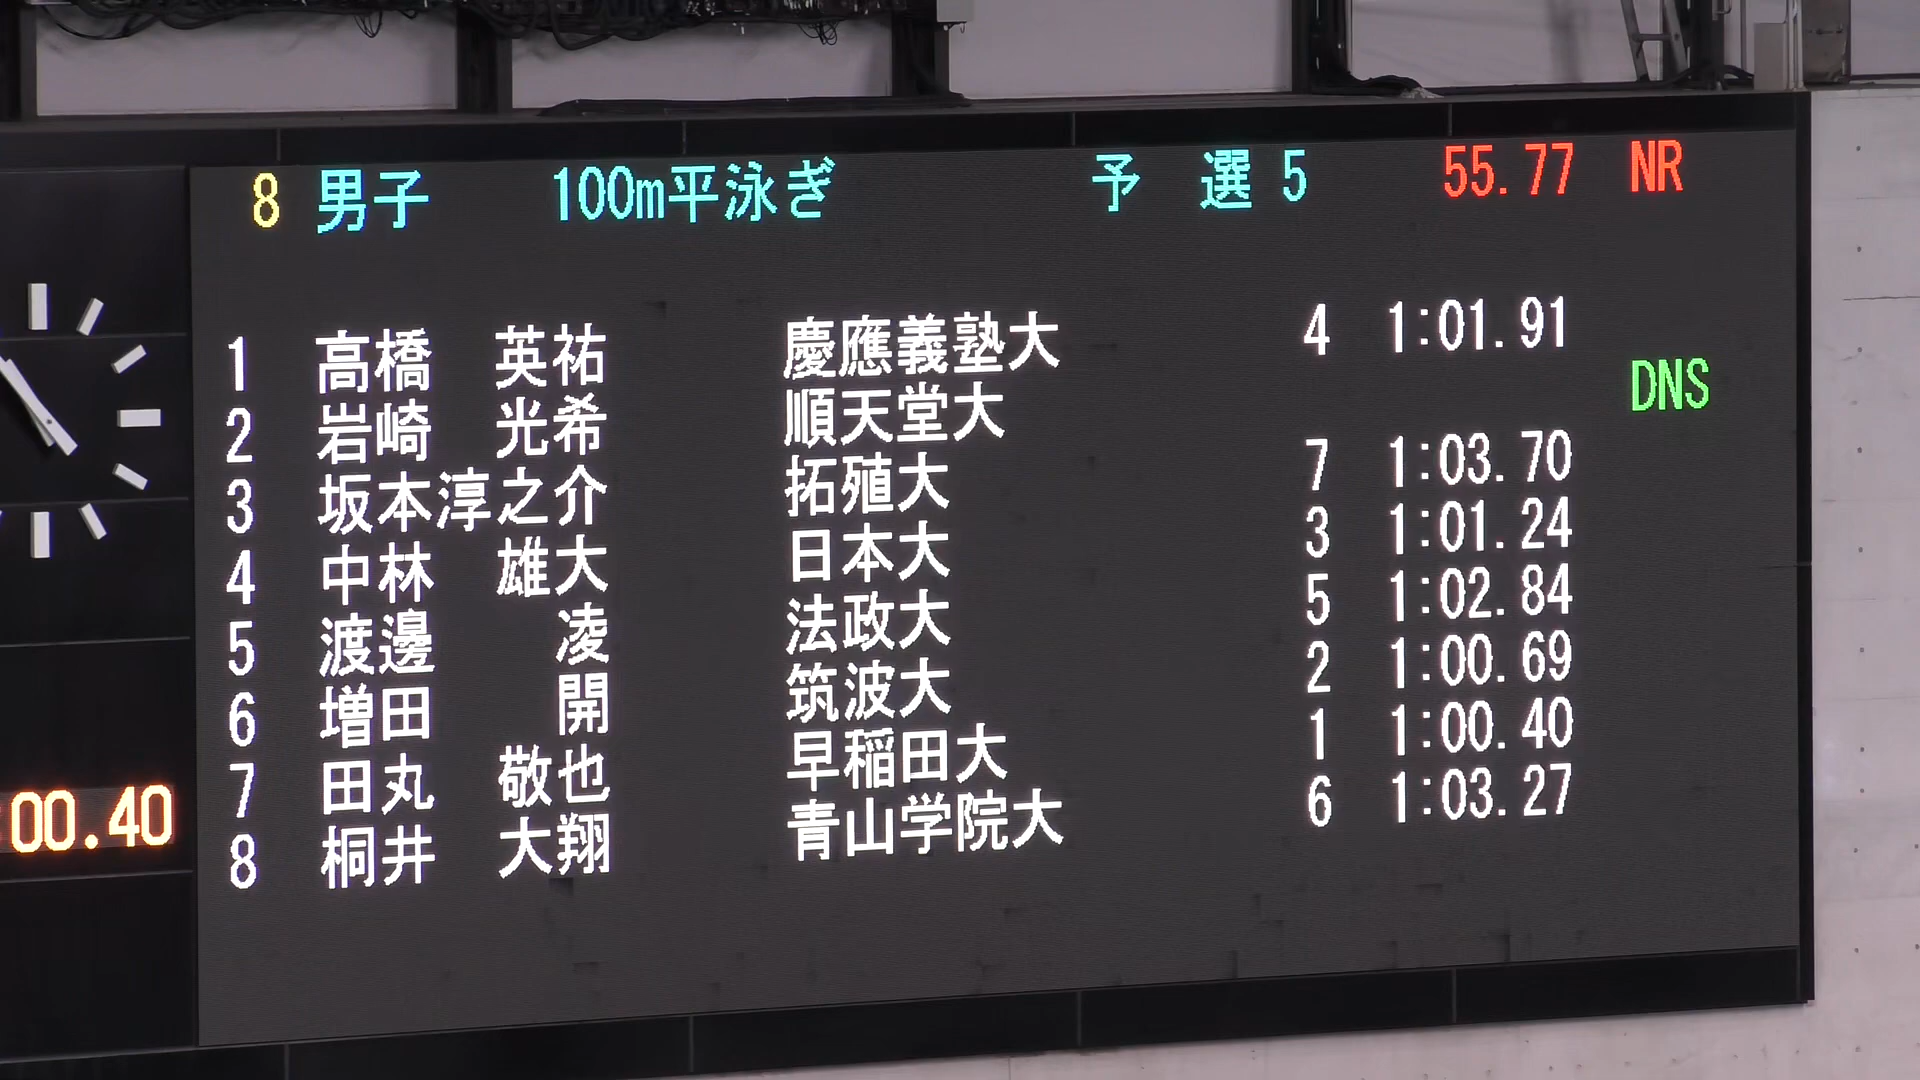 8 男子 100m平泳ぎ 予 選 5 55.77 NR
1 高橋 英祐 慶應義塾大 4 1:01.91
2 岩崎 光希 順天堂大 DNS
3 坂本淳之介 拓殖大 7 1:03.70
4 中林 雄大 日本大 3 1:01.24
5 渡邊 凌 法政大 5 1:02.84
6 増田 開 筑波大 2 1:00.69
7 田丸 敬也 早稲田大 1 1:00.40
8 桐井 大翔 青山学院大 6 1:03.27
:00.40